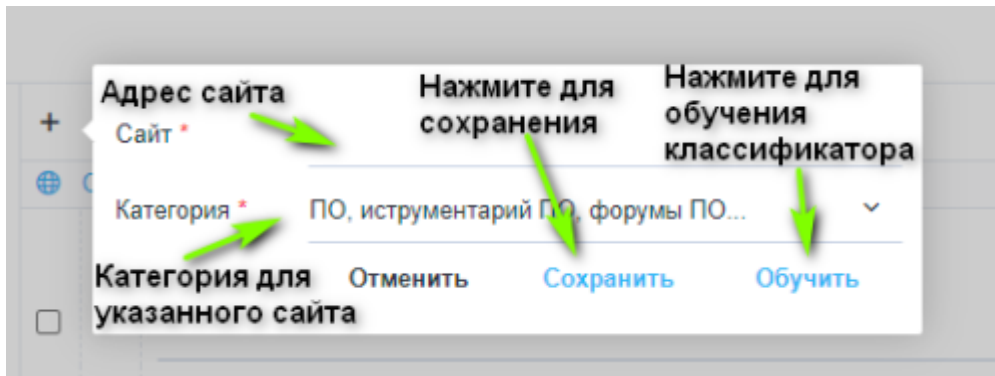 Адрес сайта
Нажмите для
сохранения
Нажмите для
обучения
классификатора
+
Сайт *
Категория *
ПО, иструментарий ПО, форумы ПО...
Категория для
указанного сайта
Отменить
Сохранить
Обучить